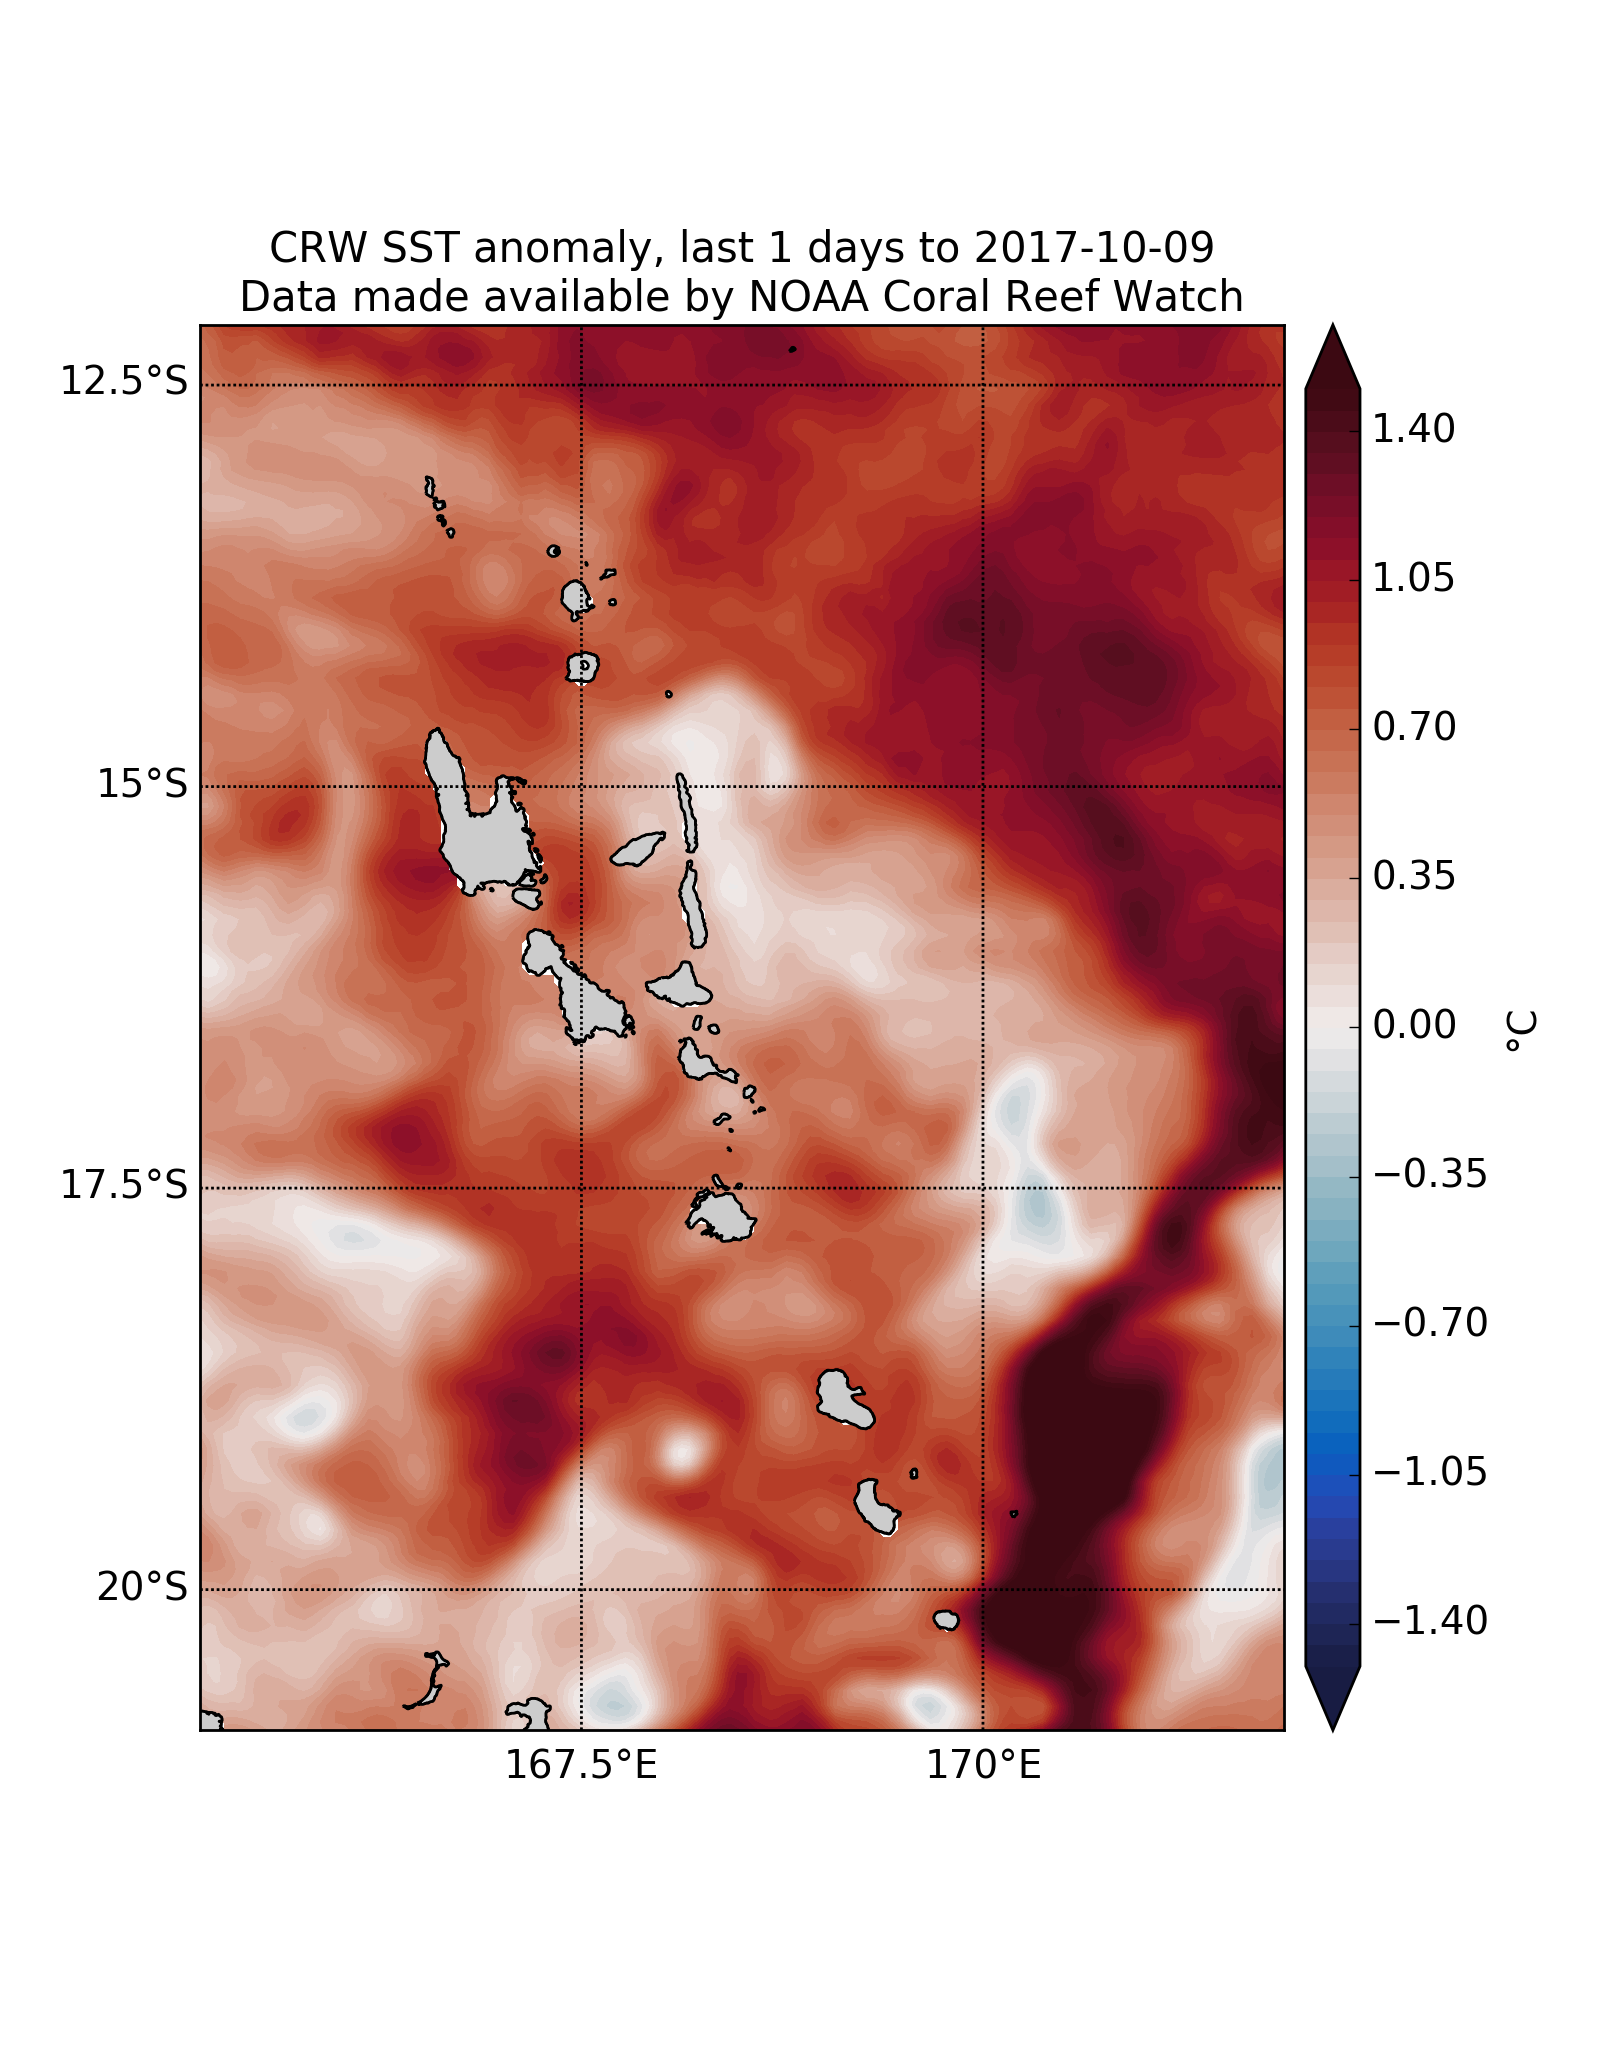 CRW SST anomaly, last 1 days to 2017-10-09
Data made available by NOAA Coral Reef Watch
12.5°S
15°S
17.5°S
20°S
167.5°E
170°E
1.40
1.05
0.70
0.35
0.00
−0.35
−0.70
−1.05
−1.40
°C